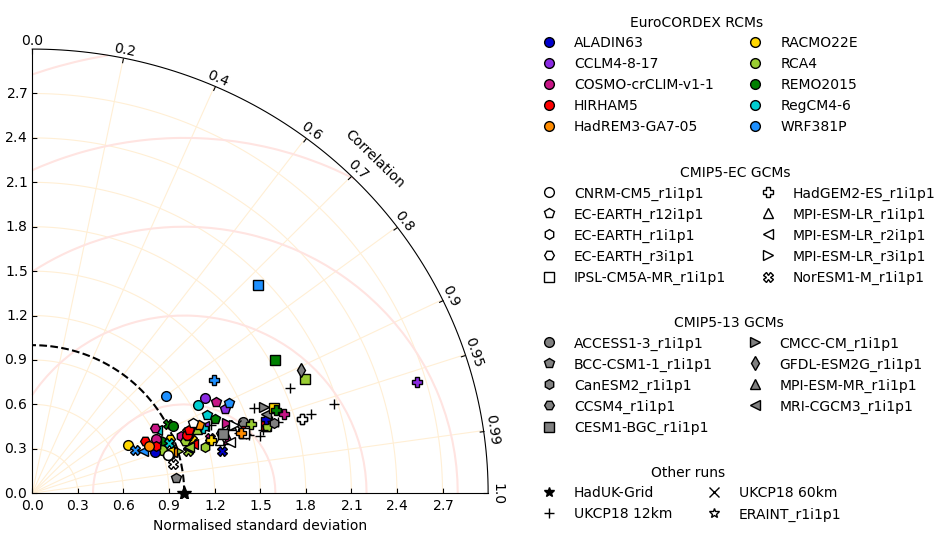 0.0
0.2
0.4
0.6
Correlation
0.7
0.8
0.9
0.95
0.99
1.0
2.7
2.4
2.1
1.8
1.5
1.2
0.9
0.6
0.3
0.0
0.0 0.3 0.6 0.9 1.2 1.5 1.8 2.1 2.4 2.7
Normalised standard deviation
EuroCORDEX RCMs
ALADIN63 RACMO22E
CCLM4-8-17 RCA4
COSMO-crCLIM-v1-1 REMO2015
HIRHAM5 RegCM4-6
HadREM3-GA7-05 WRF381P
CMIP5-EC GCMs
CNRM-CM5_r1i1p1 HadGEM2-ES_r1i1p1
EC-EARTH_r12i1p1 MPI-ESM-LR_r1i1p1
EC-EARTH_r1i1p1 MPI-ESM-LR_r2i1p1
EC-EARTH_r3i1p1 MPI-ESM-LR_r3i1p1
IPSL-CM5A-MR_r1i1p1 NorESM1-M_r1i1p1
CMIP5-13 GCMs
ACCESS1-3_r1i1p1 CMCC-CM_r1i1p1
BCC-CSM1-1_r1i1p1 GFDL-ESM2G_r1i1p1
CanESM2_r1i1p1 MPI-ESM-MR_r1i1p1
CCSM4_r1i1p1 MRI-CGCM3_r1i1p1
CESM1-BGC_r1i1p1
Other runs
HadUK-Grid UKCP18 60km
UKCP18 12km ERAINT_r1i1p1